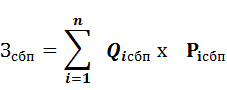 З_сбп = ∑_{i=1}^{n} Q_iсбп x P_iсбп